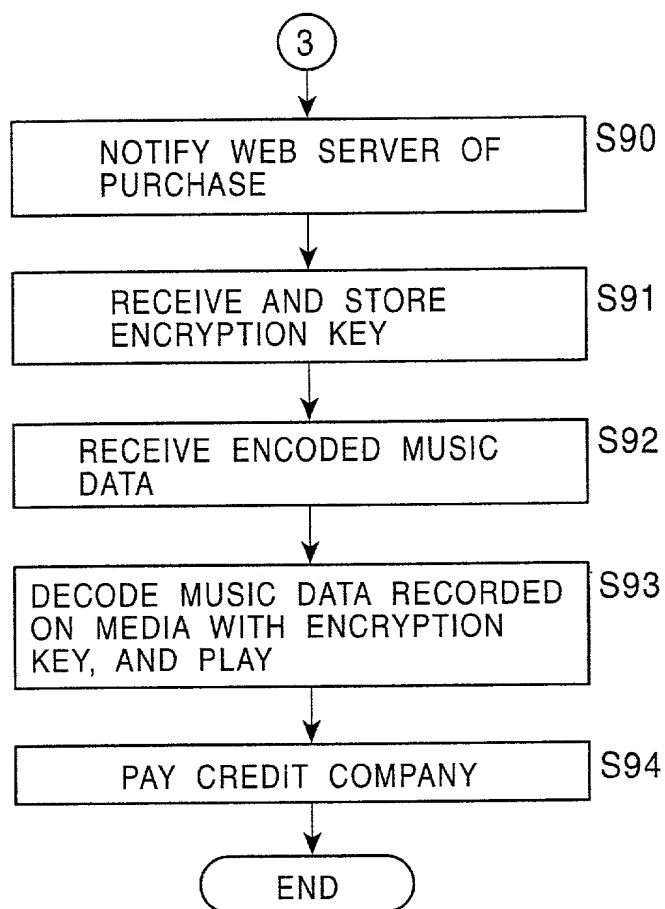 3
NOTIFY WEB SERVER OF
PURCHASE
S90
RECEIVE AND STORE
ENCRYPTION KEY
S91
RECEIVE ENCODED MUSIC
DATA
S92
DECODE MUSIC DATA RECORDED
ON MEDIA WITH ENCRYPTION
KEY, AND PLAY
S93
PAY CREDIT COMPANY
S94
END